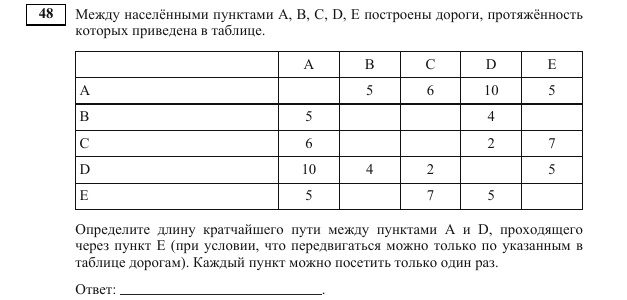 48 Между населёнными пунктами A, B, C, D, E построены дороги, протяжённость
которых приведена в таблице.
A B C D E
A 5 6 10 5
B 5 4
C 6 2 7
D 10 4 2 5
E 5 7 5
Определите длину кратчайшего пути между пунктами A и D, проходящего
через пункт E (при условии, что передвигаться можно только по указанным в
таблице дорогам). Каждый пункт можно посетить только один раз.
Ответ: ____________________.